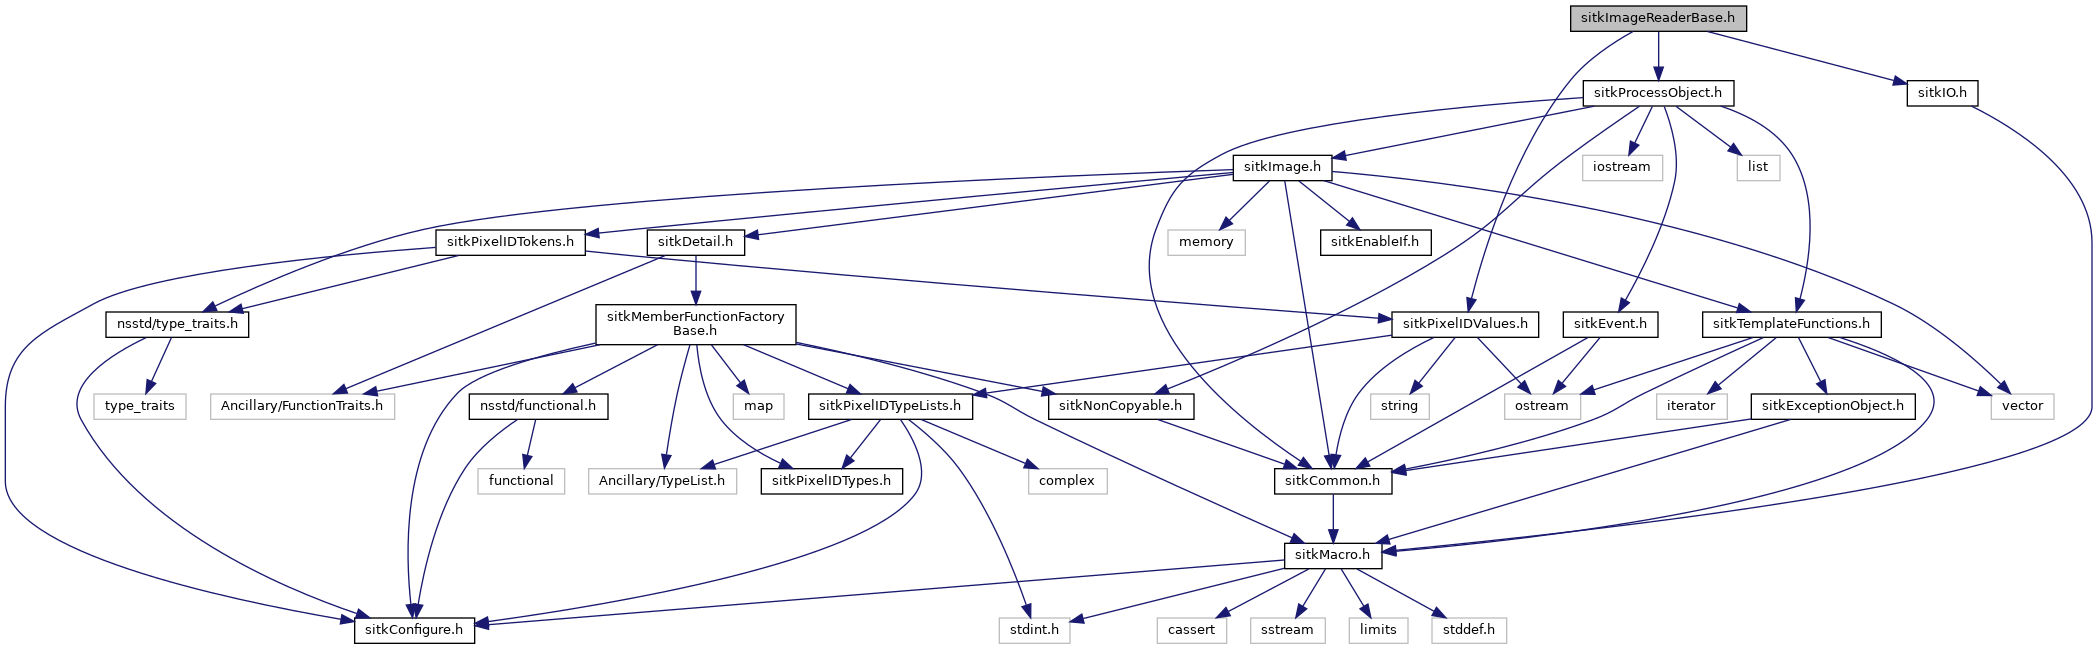 sitkImageReaderBase.h
sitkProcessObject.h
sitkIO.h
sitkImage.h
iostream
list
sitkPixelIDTokens.h
sitkDetail.h
memory
sitkEnableIf.h
nsstd/type_traits.h
sitkMemberFunctionFactory
Base.h
sitkPixelIDValues.h
sitkEvent.h
sitkTemplateFunctions.h
type_traits
Ancillary/FunctionTraits.h
nsstd/functional.h
map
sitkPixelIDTypeLists.h
sitkNonCopyable.h
string
ostream
iterator
sitkExceptionObject.h
vector
functional
Ancillary/TypeList.h
sitkPixelIDTypes.h
complex
sitkCommon.h
sitkMacro.h
sitkConfigure.h
stdint.h
cassert
sstream
limits
stddef.h